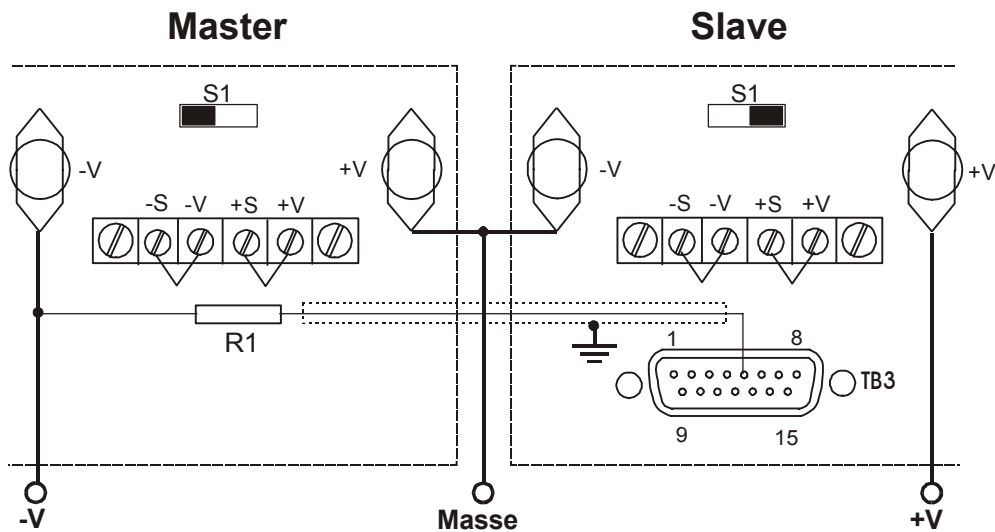 Master
Slave
S1
S1
-V
+V
-V
+V
-S -V +S +V
-S -V +S +V
R1
1 8
TB3
9 15
-V
Masse
+V